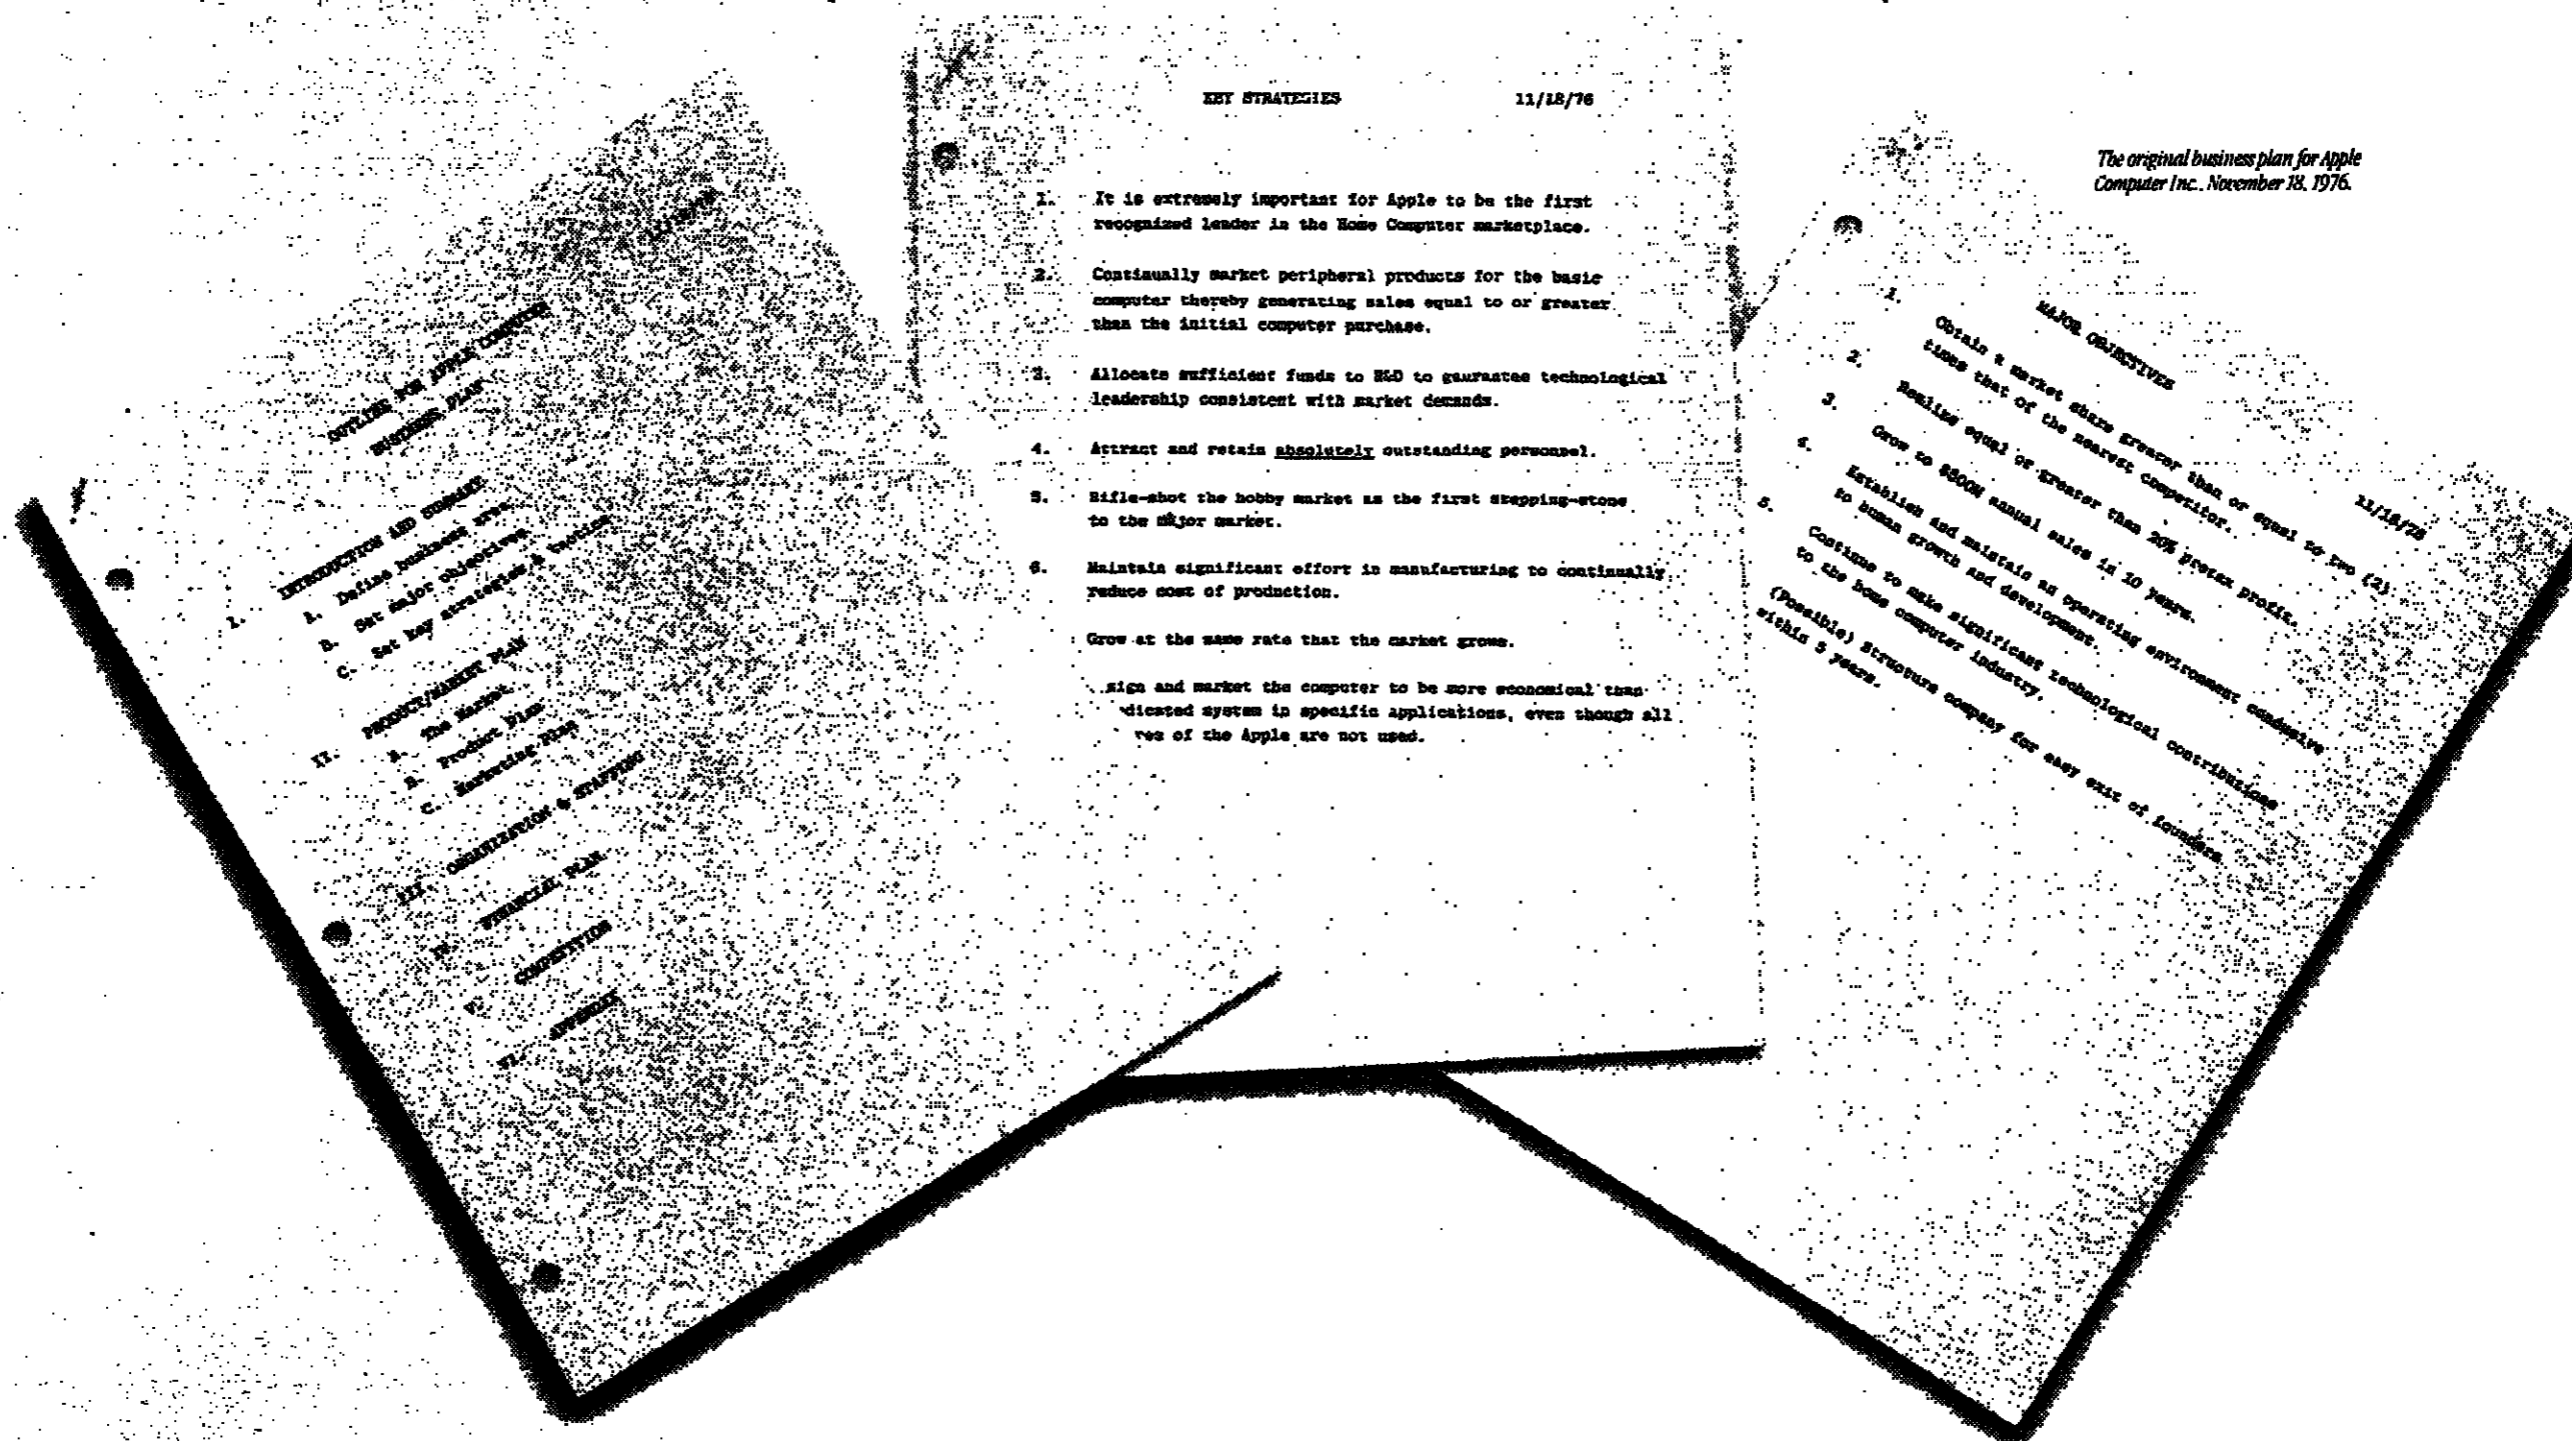 OUTLINE FOR APPLE COMPUTER
BUSINESS PLAN
I. INTRODUCTION AND SUMMARY
A. Define business area
B. Set major objectives
C. Set key strategies & tactics
II. PRODUCT/MARKET PLAN
A. The Market
B. Product Plan
C. Marketing Plan
III. ORGANIZATION & STAFFING
IV. FINANCIAL PLAN
V. COMPETITION
VI. APPENDIX
KEY STRATEGIES 11/18/76
1. It is extremely important for Apple to be the first
recognized leader in the Home Computer marketplace.
2. Continually market peripheral products for the basic
computer thereby generating sales equal to or greater
than the initial computer purchase.
3. Allocate sufficient funds to R&D to gaurantee technological
leadership consistent with market demands.
4. Attract and retain absolutely outstanding personnel.
5. Rifle-shot the hobby market as the first stepping-stone
to the major market.
6. Maintain significant effort in manufacturing to continually
reduce cost of production.
Grow at the same rate that the market grows.
sign and market the computer to be more economical than
dicated system in specific applications, even though all
res of the Apple are not used.
The original business plan for Apple
Computer Inc., November 18, 1976.
MAJOR OBJECTIVES 11/18/76
1. Obtain a market share greater than or equal to two (2)
times that of the nearest competitor.
2. Realize equal or greater than 20% pretax profit.
3. Grow to $500M annual sales in 10 years.
4. Establish and maintain an operating environment conducive
to human growth and development.
5. Continue to make significant technological contributions
to the home computer industry.
(Possible) Structure company for easy exit of founders
within 5 years.